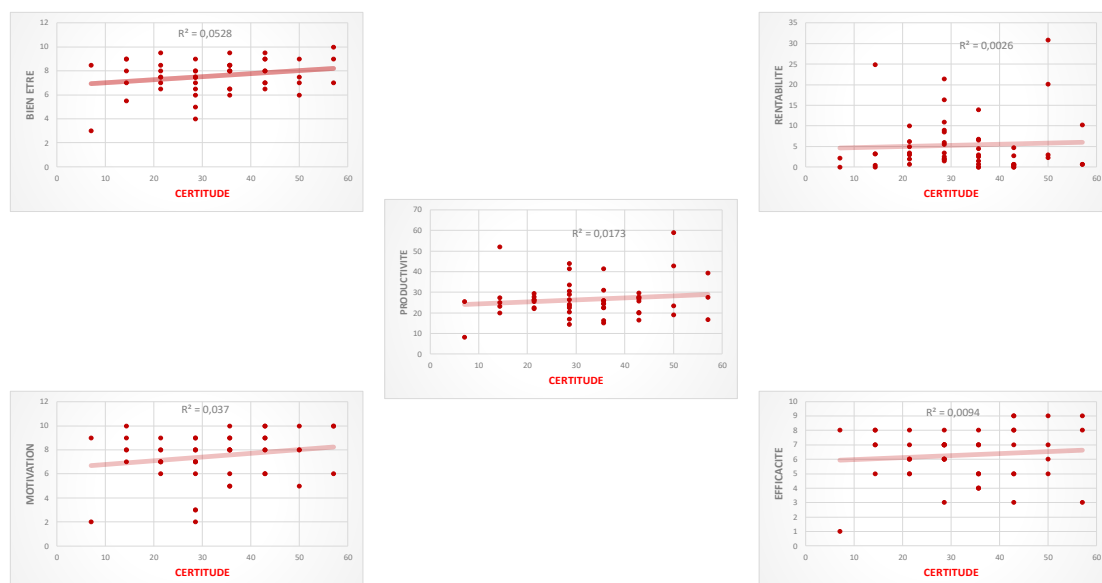 12
10
8
6
4
2
0
BIEN ETRE
R² = 0,0528
0 10 20 30 40 50 60
CERTITUDE
35
30
25
20
15
10
5
0
RENTABILITE
R² = 0,0026
0 10 20 30 40 50 60
CERTITUDE
70
60
50
40
30
20
10
0
PRODUCTIVITE
R² = 0,0173
0 10 20 30 40 50 60
CERTITUDE
12
10
8
6
4
2
0
MOTIVATION
R² = 0,037
0 10 20 30 40 50 60
CERTITUDE
10
9
8
7
6
5
4
3
2
1
0
EFFICACITE
R² = 0,0094
0 10 20 30 40 50 60
CERTITUDE